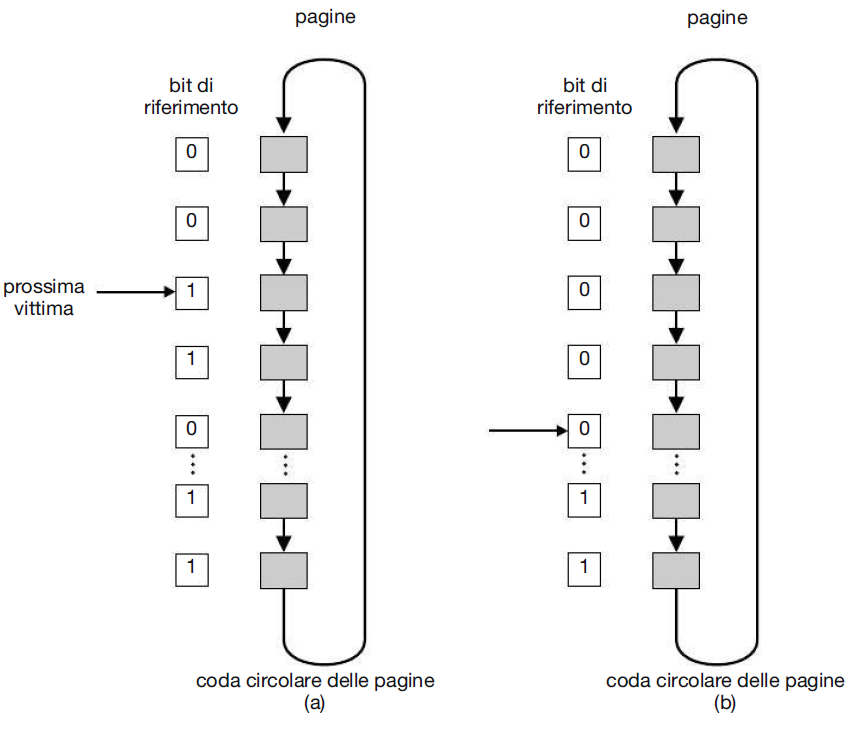 pagine
bit di
riferimento
0
0
prossima
vittima
1
1
0
1
1
coda circolare delle pagine
(a)
pagine
bit di
riferimento
0
0
0
0
0
1
1
coda circolare delle pagine
(b)